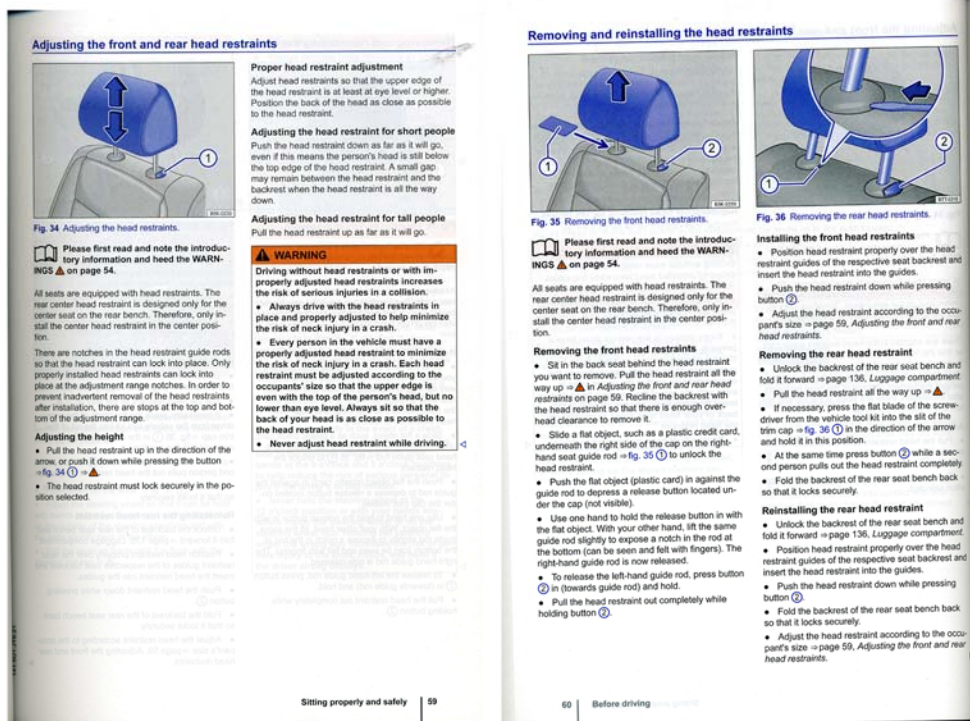 Adjusting the front and rear head restraints
1
Fig. 34 Adjusting the head restraints.
Please first read and note the introduc-
tory information and heed the WARN-
INGS on page 54.
All seats are equipped with head restraints. The
rear center head restraint is designed only for the
center seat on the rear bench. Therefore, only in-
stall the center head restraint in the center posi-
tion.
There are notches in the head restraint guide rods
so that the head restraint can lock into place. Only
properly installed head restraints can lock into
place at the adjustment range notches. In order to
prevent inadvertent removal of the head restraints
after installation, there are stops at the top and bot-
tom of the adjustment range.
Adjusting the height
• Pull the head restraint up in the direction of the
arrow, or push it down while pressing the button
⇒ fig. 34 ① ⇒ ⚠.
• The head restraint must lock securely in the po-
sition selected.
Proper head restraint adjustment
Adjust head restraints so that the upper edge of
the head restraint is at least at eye level or higher.
Position the back of the head as close as possible
to the head restraint.
Adjusting the head restraint for short people
Push the head restraint down as far as it will go,
even if this means the person's head is still below
the top edge of the head restraint. A small gap
may remain between the head restraint and the
backrest when the head restraint is all the way
down.
Adjusting the head restraint for tall people
Pull the head restraint up as far as it will go.
WARNING
Driving without head restraints or with im-
properly adjusted head restraints increases
the risk of serious injuries in a collision.
• Always drive with the head restraints in
place and properly adjusted to help minimize
the risk of neck injury in a crash.
• Every person in the vehicle must have a
properly adjusted head restraint to minimize
the risk of neck injury in a crash. Each head
restraint must be adjusted according to the
occupants' size so that the upper edge is
even with the top of the person's head, but no
lower than eye level. Always sit so that the
back of your head is as close as possible to
the head restraint.
• Never adjust head restraint while driving.
Sitting properly and safely 59
Removing and reinstalling the head restraints
1
2
Fig. 35 Removing the front head restraints.
Please first read and note the introduc-
tory information and heed the WARN-
INGS on page 54.
All seats are equipped with head restraints. The
rear center head restraint is designed only for the
center seat on the rear bench. Therefore, only in-
stall the center head restraint in the center posi-
tion.
Removing the front head restraints
• Sit in the back seat behind the head restraint
you want to remove. Pull the head restraint all the
way up ⇒ ⚠ in Adjusting the front and rear head
restraints on page 59. Recline the backrest with
the head restraint so that there is enough over-
head clearance to remove it.
• Slide a flat object, such as a plastic credit card,
underneath the right side of the cap on the right-
hand seat guide rod ⇒ fig. 35 ① to unlock the
head restraint.
• Push the flat object (plastic card) in against the
guide rod to depress a release button located un-
der the cap (not visible).
• Use one hand to hold the release button in with
the flat object. With your other hand, lift the same
guide rod slightly to expose a notch in the rod at
the bottom (can be seen and felt with fingers). The
right-hand guide rod is now released.
• To release the left-hand guide rod, press button
② in (towards guide rod) and hold.
• Pull the head restraint out completely while
holding button ②.
1
2
Fig. 36 Removing the rear head restraints.
Installing the front head restraints
• Position head restraint properly over the head
restraint guides of the respective seat backrest and
insert the head restraint into the guides.
• Push the head restraint down while pressing
button ②.
• Adjust the head restraint according to the occu-
pant's size ⇒ page 59, Adjusting the front and rear
head restraints.
Removing the rear head restraint
• Unlock the backrest of the rear seat bench and
fold it forward ⇒ page 136, Luggage compartment.
• Pull the head restraint all the way up ⇒ ⚠.
• If necessary, press the flat blade of the screw-
driver from the vehicle tool kit into the slit of the
trim cap ⇒ fig. 36 ① in the direction of the arrow
and hold it in this position.
• At the same time press button ② while a sec-
ond person pulls out the head restraint completely.
• Fold the backrest of the rear seat bench back
so that it locks securely.
Reinstalling the rear head restraint
• Unlock the backrest of the rear seat bench and
fold it forward ⇒ page 136, Luggage compartment.
• Position head restraint properly over the head
restraint guides of the respective seat backrest and
insert the head restraint into the guides.
• Push the head restraint down while pressing
button ②.
• Fold the backrest of the rear seat bench back
so that it locks securely.
• Adjust the head restraint according to the occu-
pant's size ⇒ page 59, Adjusting the front and rear
head restraints.
60 Before driving